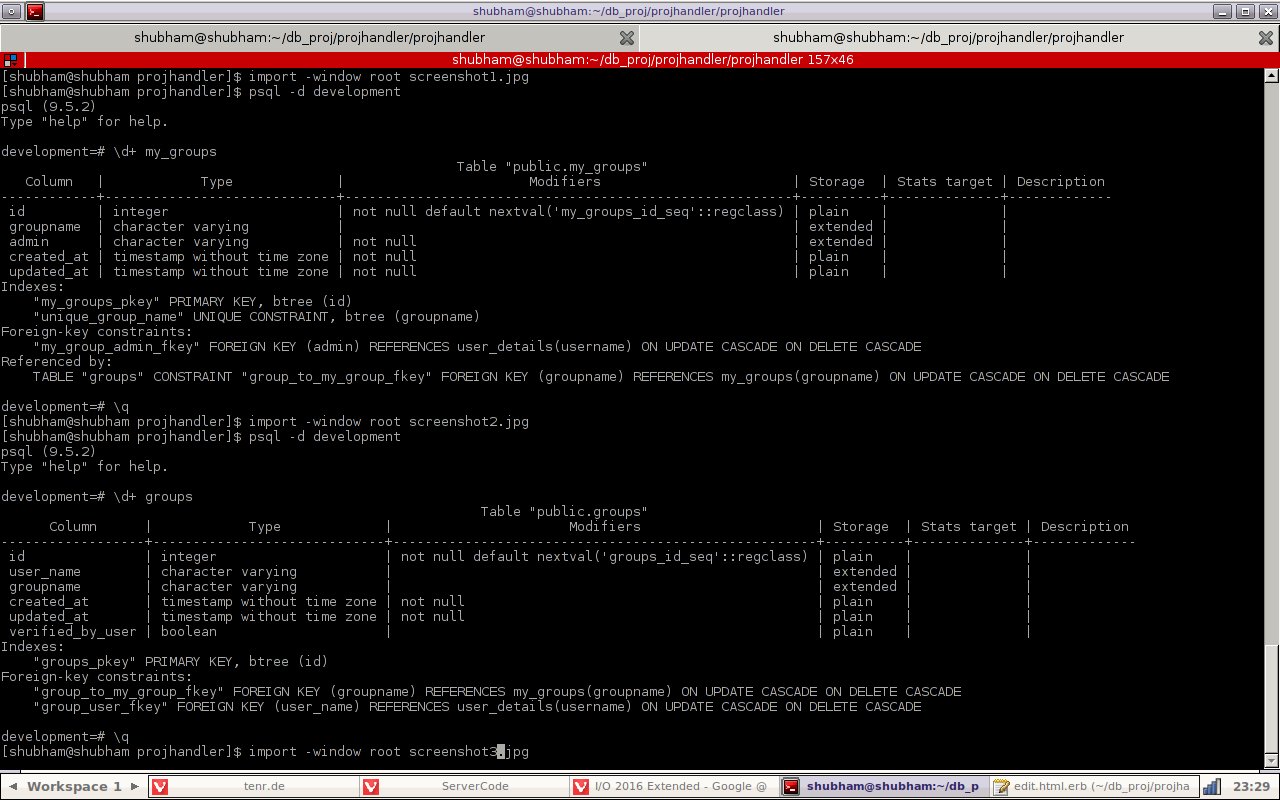 shubham@shubham:~/db_proj/projhandler/projhandler
shubham@shubham:~/db_proj/projhandler/projhandler
shubham@shubham:~/db_proj/projhandler/projhandler
shubham@shubham:~/db_proj/projhandler/projhandler 157x46
[shubham@shubham projhandler]$ import -window root screenshot1.jpg
[shubham@shubham projhandler]$ psql -d development
psql (9.5.2)
Type "help" for help.
development=# \d+ my_groups
Table "public.my_groups"
Column | Type | Modifiers | Storage | Stats target | Description
------------+-----------------------------+--------------------------------------------------------+----------+--------------+-------------
id | integer | not null default nextval('my_groups_id_seq'::regclass) | plain | |
groupname | character varying | | extended | |
admin | character varying | not null | extended | |
created_at | timestamp without time zone | not null | plain | |
updated_at | timestamp without time zone | not null | plain | |
Indexes:
"my_groups_pkey" PRIMARY KEY, btree (id)
"unique_group_name" UNIQUE CONSTRAINT, btree (groupname)
Foreign-key constraints:
"my_group_admin_fkey" FOREIGN KEY (admin) REFERENCES user_details(username) ON UPDATE CASCADE ON DELETE CASCADE
Referenced by:
TABLE "groups" CONSTRAINT "group_to_my_group_fkey" FOREIGN KEY (groupname) REFERENCES my_groups(groupname) ON UPDATE CASCADE ON DELETE CASCADE
development=# \q
[shubham@shubham projhandler]$ import -window root screenshot2.jpg
[shubham@shubham projhandler]$ psql -d development
psql (9.5.2)
Type "help" for help.
development=# \d+ groups
Table "public.groups"
Column | Type | Modifiers | Storage | Stats target | Description
------------------+-----------------------------+-----------------------------------------------------+----------+--------------+-------------
id | integer | not null default nextval('groups_id_seq'::regclass) | plain | |
user_name | character varying | | extended | |
groupname | character varying | | extended | |
created_at | timestamp without time zone | not null | plain | |
updated_at | timestamp without time zone | not null | plain | |
verified_by_user | boolean | | plain | |
Indexes:
"groups_pkey" PRIMARY KEY, btree (id)
Foreign-key constraints:
"group_to_my_group_fkey" FOREIGN KEY (groupname) REFERENCES my_groups(groupname) ON UPDATE CASCADE ON DELETE CASCADE
"group_user_fkey" FOREIGN KEY (user_name) REFERENCES user_details(username) ON UPDATE CASCADE ON DELETE CASCADE
development=# \q
[shubham@shubham projhandler]$ import -window root screenshot3.jpg
Workspace 1 tenr.de ServerCode I/O 2016 Extended - Google @ shubham@shubham:~/db_p edit.html.erb (~/db_proj/projha 23:29